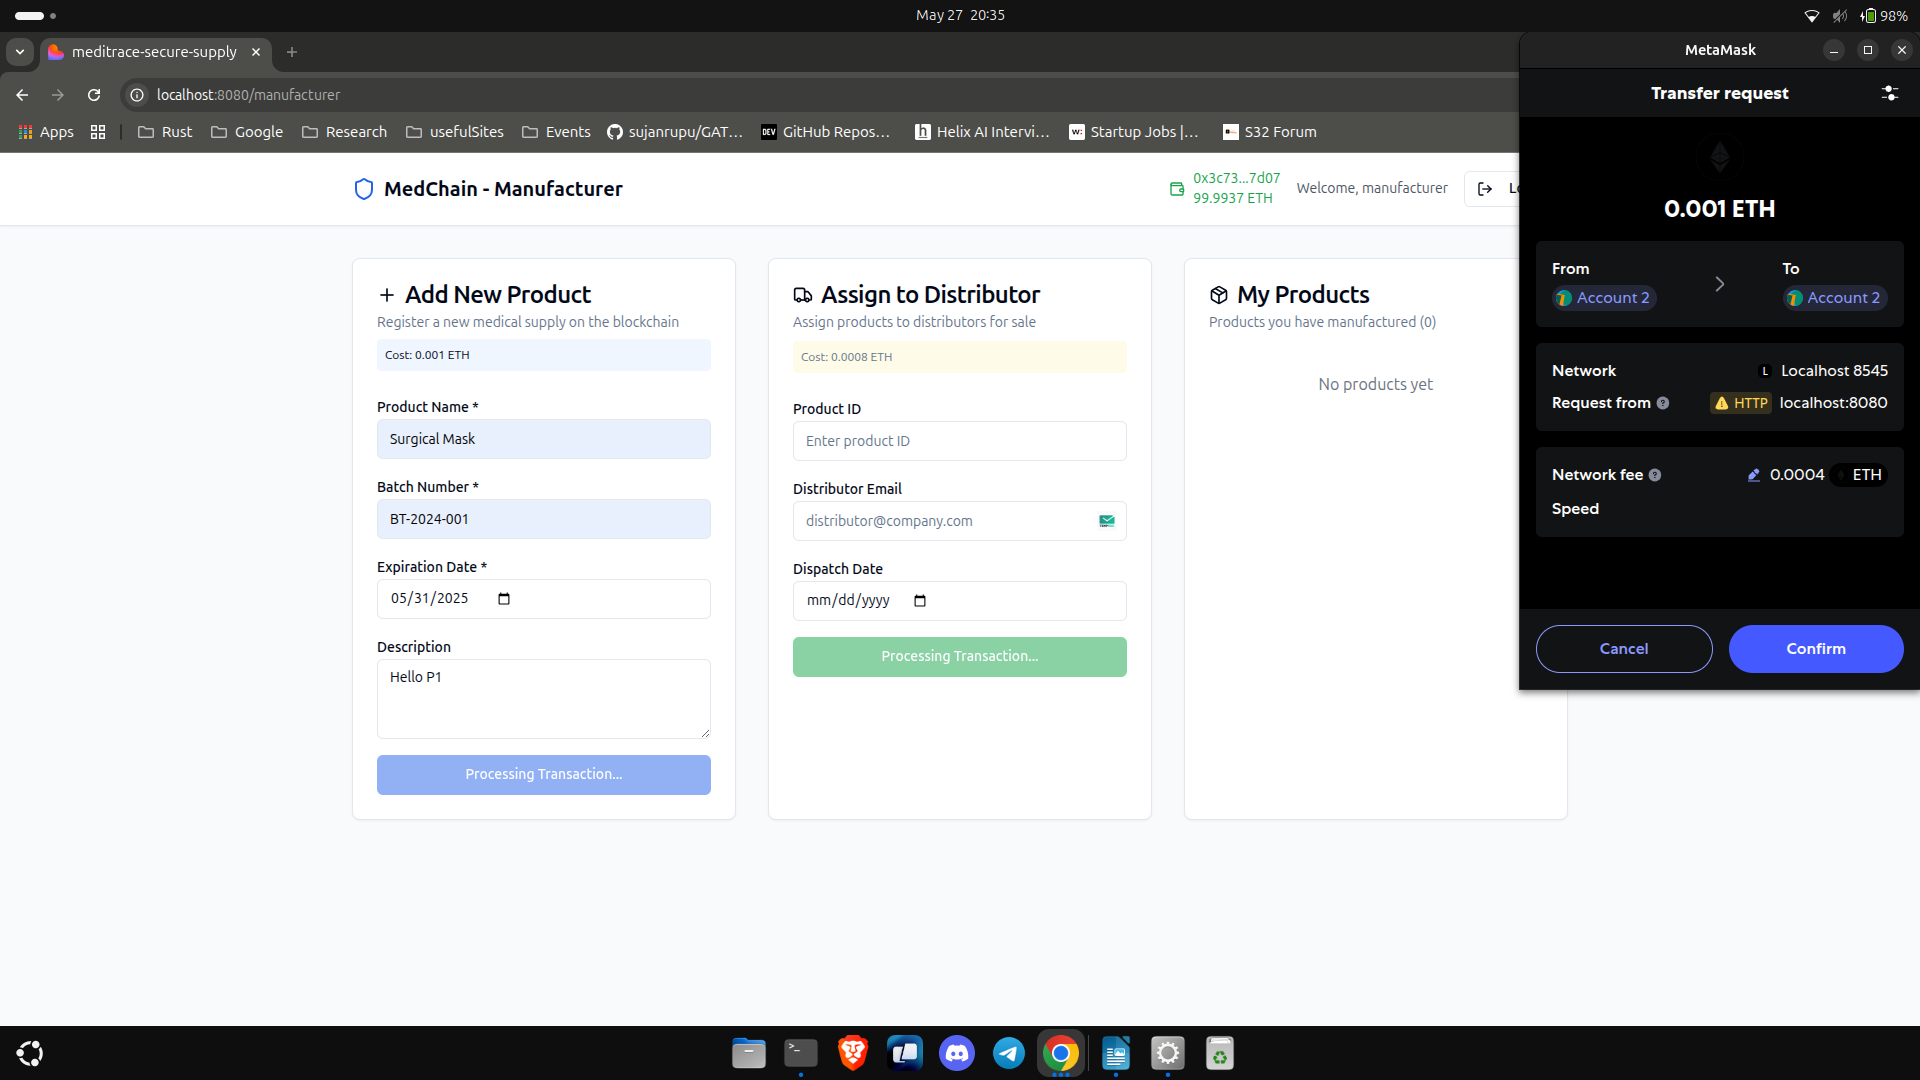 May 27 20:35
98%
meditrace-secure-supply
localhost:8080/manufacturer
Apps
Rust
Google
Research
usefulSites
Events
sujanrupu/GAT...
DEV GitHub Repos...
Helix AI Intervi...
Startup Jobs |...
S32 Forum
MedChain - Manufacturer
0x3c73...7d07
99.9937 ETH
Welcome, manufacturer
Add New Product
Register a new medical supply on the blockchain
Cost: 0.001 ETH
Product Name *
Surgical Mask
Batch Number *
BT-2024-001
Expiration Date *
05/31/2025
Description
Hello P1
Processing Transaction...
Assign to Distributor
Assign products to distributors for sale
Cost: 0.0008 ETH
Product ID
Enter product ID
Distributor Email
distributor@company.com
Dispatch Date
mm/dd/yyyy
Processing Transaction...
My Products
Products you have manufactured (0)
No products yet
MetaMask
Transfer request
0.001 ETH
From
To
Account 2
Account 2
Network
L Localhost 8545
Request from
HTTP localhost:8080
Network fee
0.0004 ETH
Speed
Cancel
Confirm